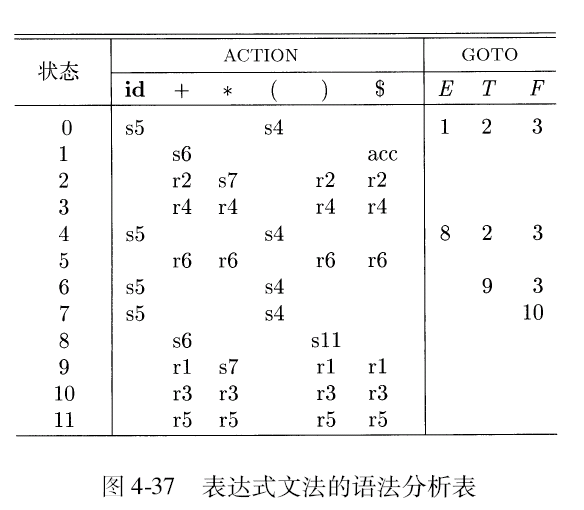 状态 ACTION GOTO
id + * ( ) $ E T F
0 s5 s4 1 2 3
1 s6 acc
2 r2 s7 r2 r2
3 r4 r4 r4 r4
4 s5 s4 8 2 3
5 r6 r6 r6 r6
6 s5 s4 9 3
7 s5 s4 10
8 s6 s11
9 r1 s7 r1 r1
10 r3 r3 r3 r3
11 r5 r5 r5 r5
图 4-37 表达式文法的语法分析表